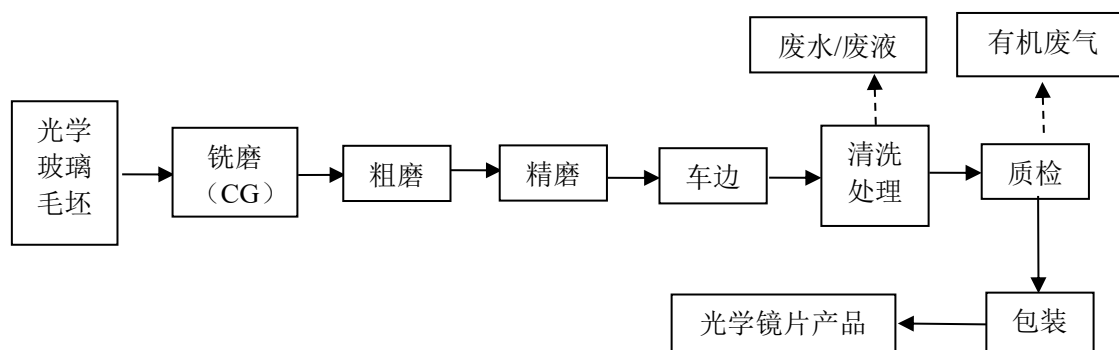 废水/废液
有机废气
光学
玻璃
毛坯
铣磨
（CG）
粗磨
精磨
车边
清洗
处理
质检
光学镜片产品
包装